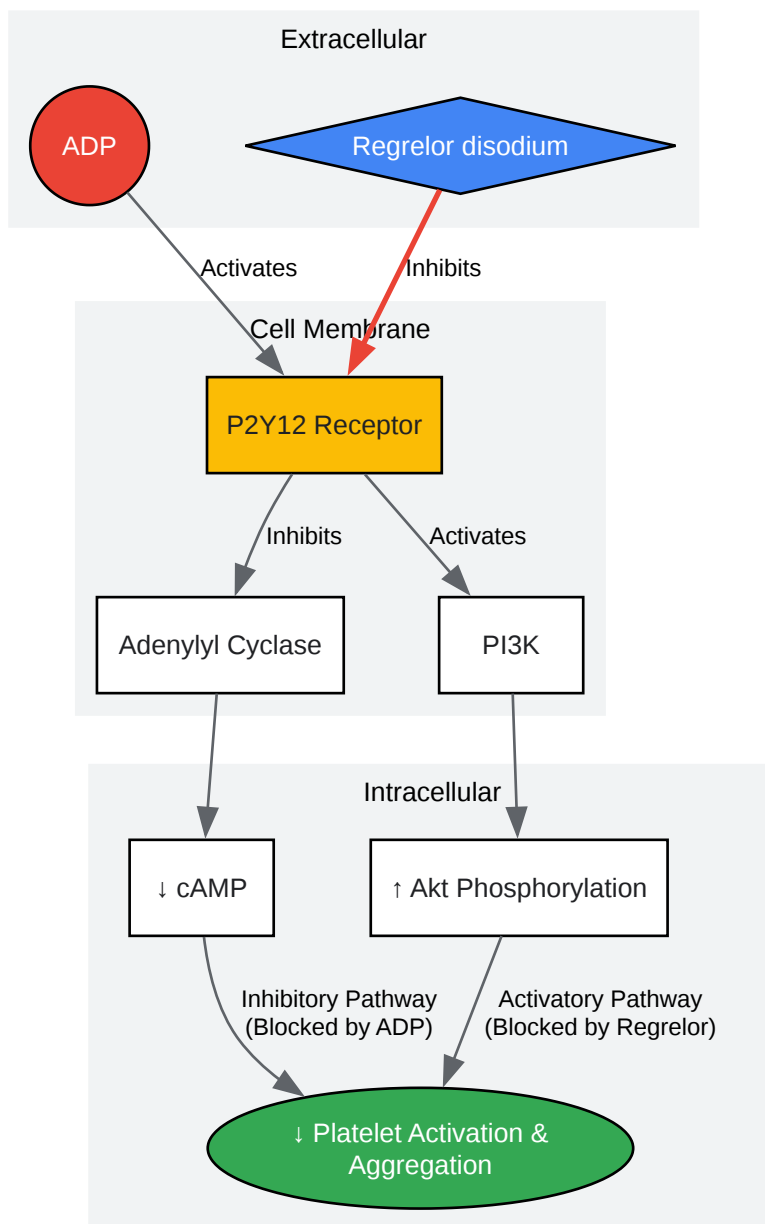 Extracellular
ADP
Regrelor disodium
Activates
Inhibits
Cell Membrane
P2Y12 Receptor
Inhibits
Activates
Adenylyl Cyclase
PI3K
Intracellular
↓ cAMP
↑ Akt Phosphorylation
Inhibitory Pathway
(Blocked by ADP)
Activatory Pathway
(Blocked by Regrelor)
↓ Platelet Activation &
Aggregation